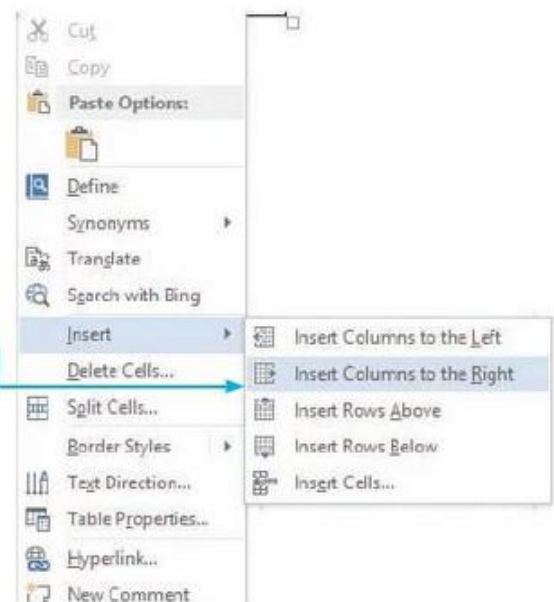 Cut
Copy
Paste Options:
Define
Synonyms
Translate
Search with Bing
Insert
Delete Cells...
Split Cells...
Border Styles
Text Direction...
Table Properties...
Hyperlink...
New Comment
Insert Columns to the Left
Insert Columns to the Right
Insert Rows Above
Insert Rows Below
Insert Cells...